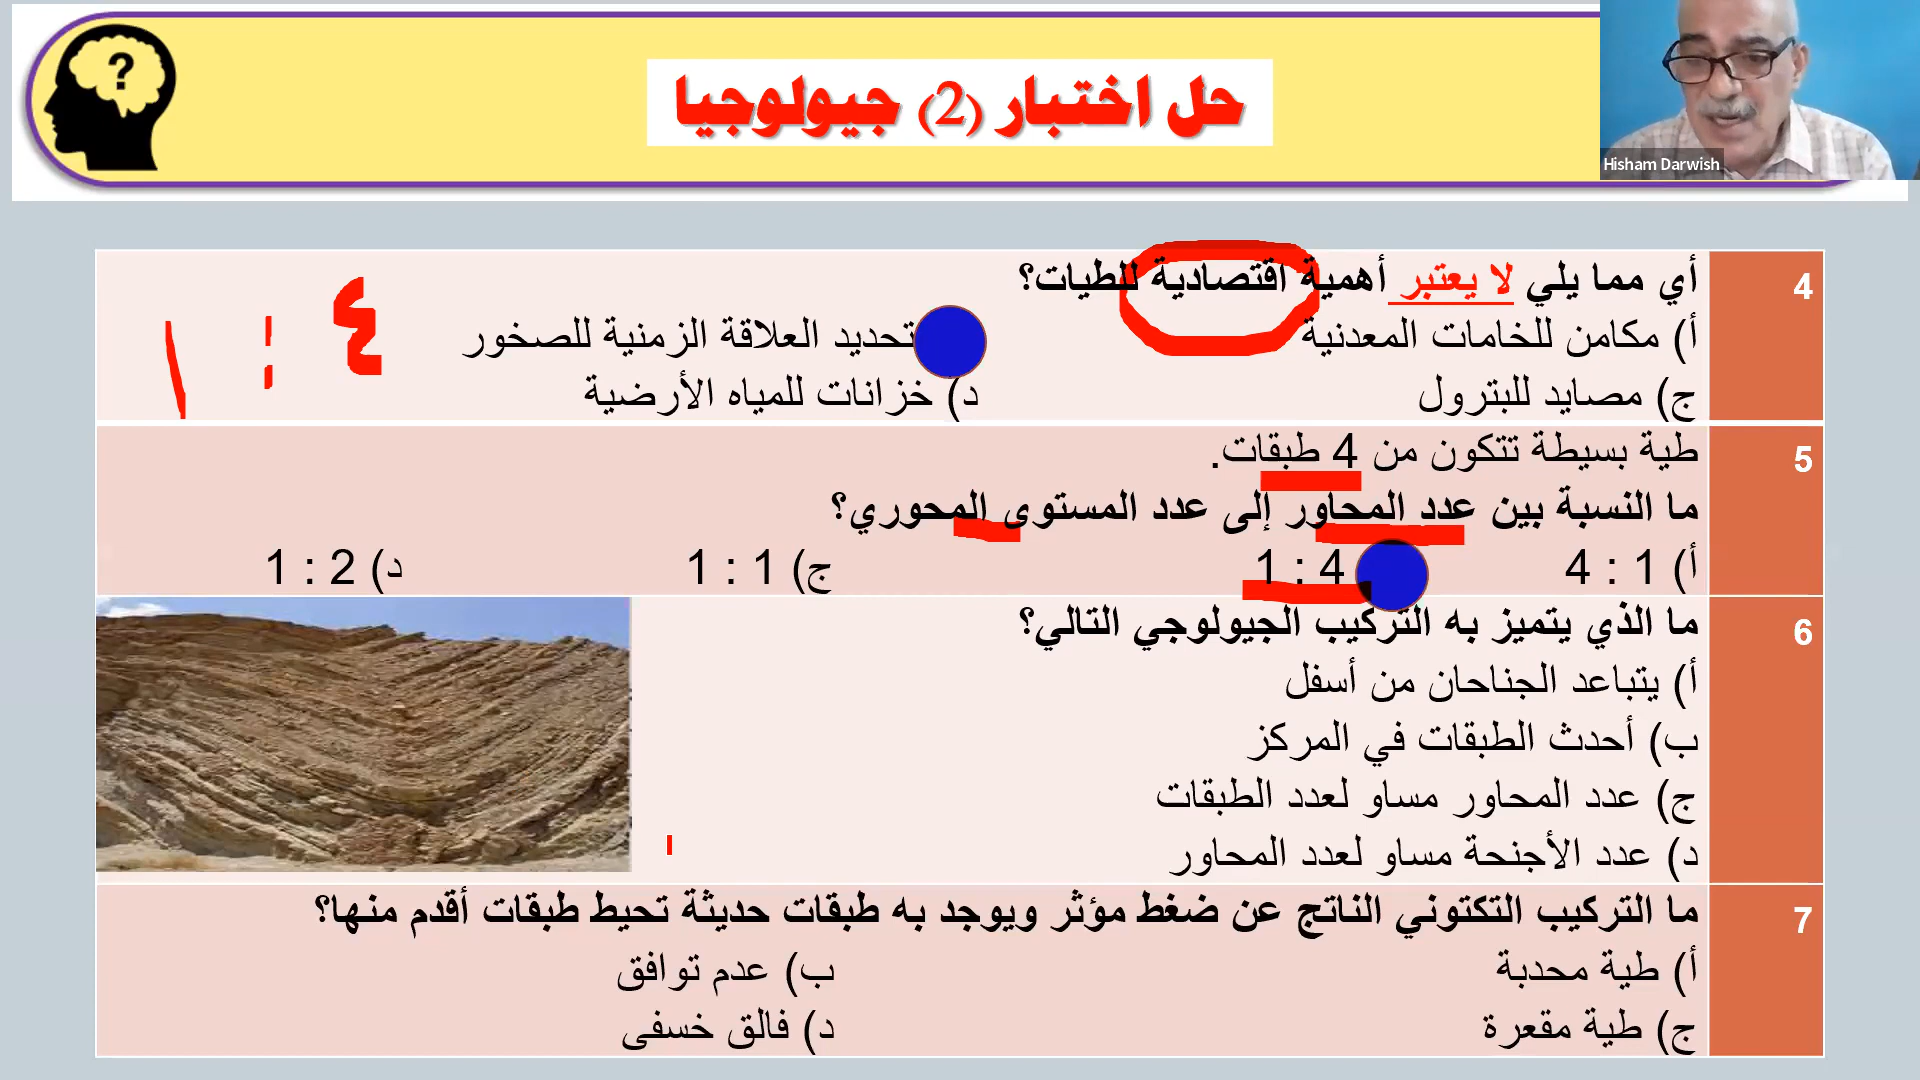 حل اختبار (2) جيولوجيا
Hisham Darwish
4
أي مما يلي لا يعتبر أهمية اقتصادية للطيات؟
أ) مكامن للخامات المعدنية تحديد العلاقة الزمنية للصخور
ج) مصايد للبترول د) خزانات للمياه الأرضية
٤ : ١
5
طية بسيطة تتكون من 4 طبقات.
ما النسبة بين عدد المحاور إلى عدد المستوى المحوري؟
أ) 1 : 4 4 : 1 ج) 1 : 1 د) 2 : 1
6
ما الذي يتميز به التركيب الجيولوجي التالي؟
أ) يتباعد الجناحان من أسفل
ب) أحدث الطبقات في المركز
ج) عدد المحاور مساو لعدد الطبقات
د) عدد الأجنحة مساو لعدد المحاور
7
ما التركيب التكتوني الناتج عن ضغط مؤثر ويوجد به طبقات حديثة تحيط طبقات أقدم منها؟
أ) طية محدبة ب) عدم توافق
ج) طية مقعرة د) فالق خسفى